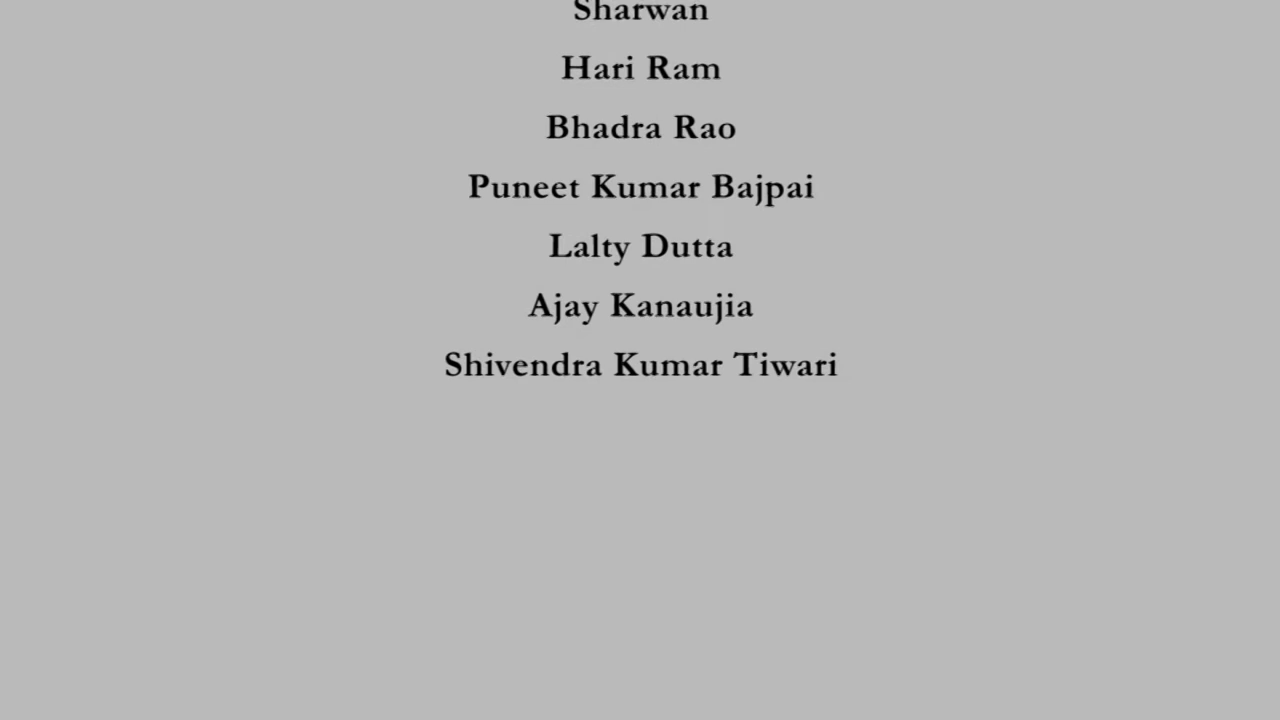 Sharwan
Hari Ram
Bhadra Rao
Puneet Kumar Bajpai
Lalty Dutta
Ajay Kanaujia
Shivendra Kumar Tiwari